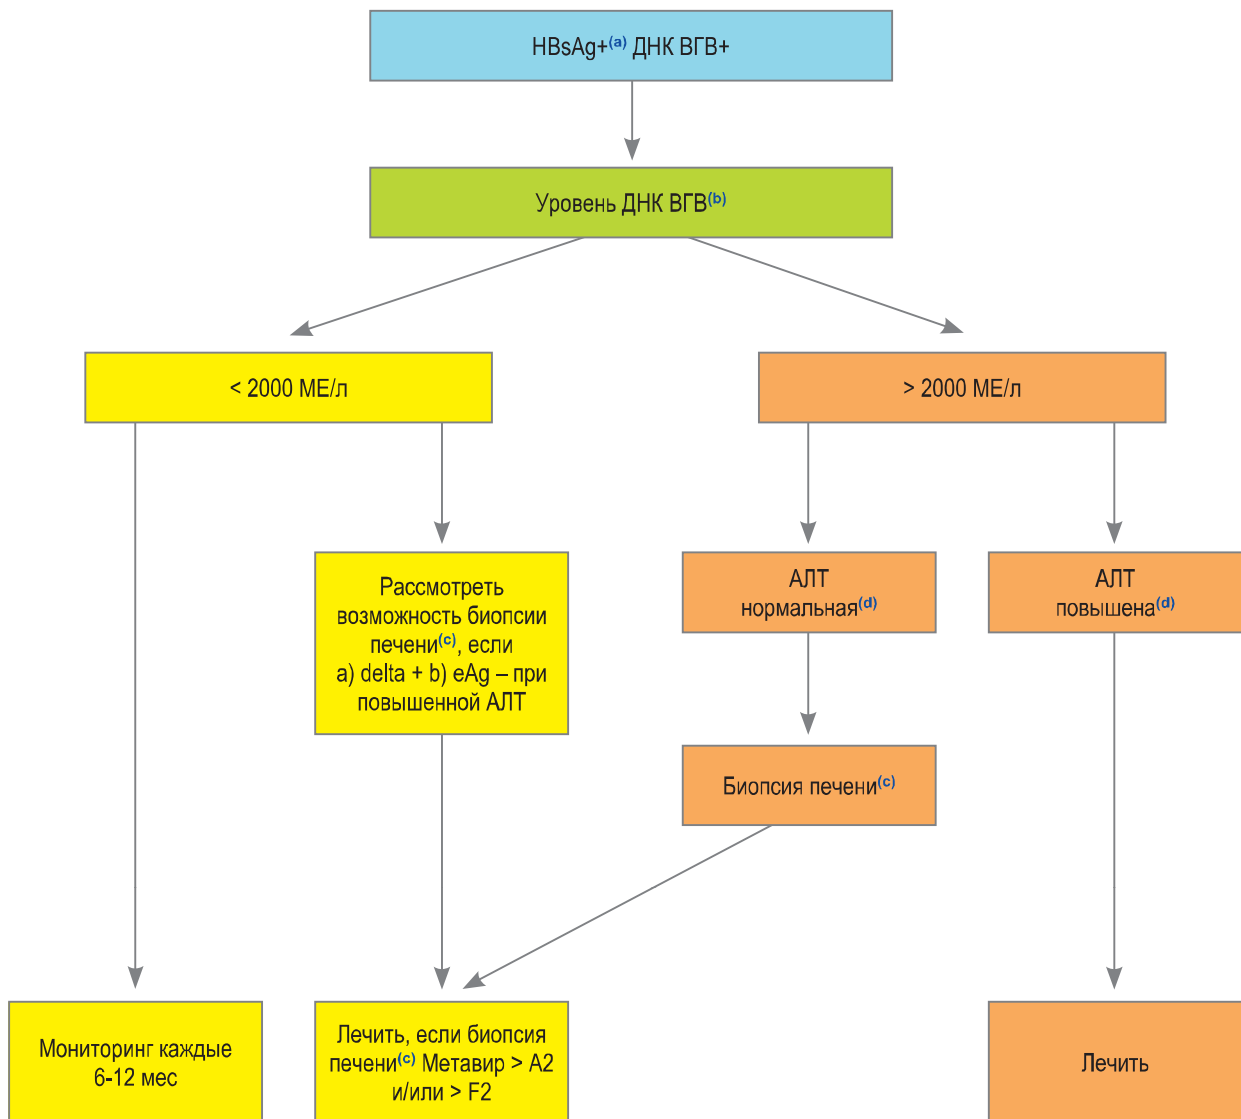 HBsAg+(a) ДНК ВГВ+
Уровень ДНК ВГВ(b)
< 2000 МЕ/л
> 2000 МЕ/л
Рассмотреть
возможность биопсии
печени(c), если
a) delta + b) eAg – при
повышенной АЛТ
АЛТ
нормальная(d)
АЛТ
повышена(d)
Биопсия печени(c)
Мониторинг каждые
6-12 мес
Лечить, если биопсия
печени(c) Метавир > A2
и/или > F2
Лечить